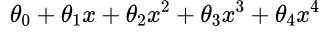 θ₀ + θ₁x + θ₂x² + θ₃x³ + θ₄x⁴